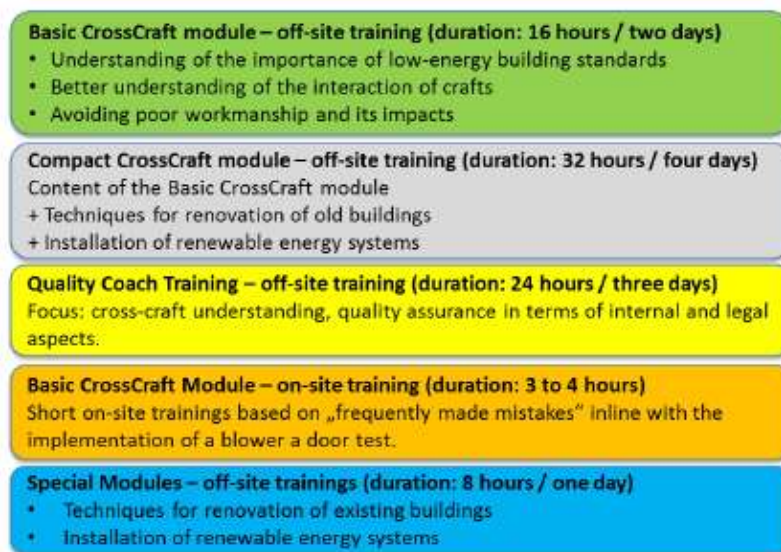 Basic CrossCraft module – off-site training (duration: 16 hours / two days)
• Understanding of the importance of low-energy building standards
• Better understanding of the interaction of crafts
• Avoiding poor workmanship and its impacts
Compact CrossCraft module – off-site training (duration: 32 hours / four days)
Content of the Basic CrossCraft module
+ Techniques for renovation of old buildings
+ Installation of renewable energy systems
Quality Coach Training – off-site training (duration: 24 hours / three days)
Focus: cross-craft understanding, quality assurance in terms of internal and legal
aspects.
Basic CrossCraft Module – on-site training (duration: 3 to 4 hours)
Short on-site trainings based on „frequently made mistakes“ inline with the
implementation of a blower a door test.
Special Modules – off-site trainings (duration: 8 hours / one day)
• Techniques for renovation of existing buildings
• Installation of renewable energy systems